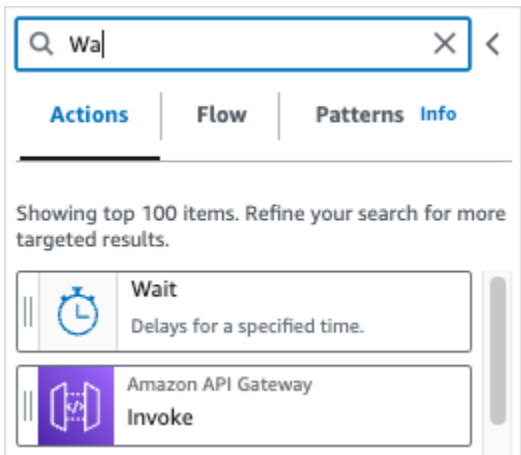 Wa
Actions
Flow
Patterns Info
Showing top 100 items. Refine your search for more
targeted results.
Wait
Delays for a specified time.
Amazon API Gateway
Invoke